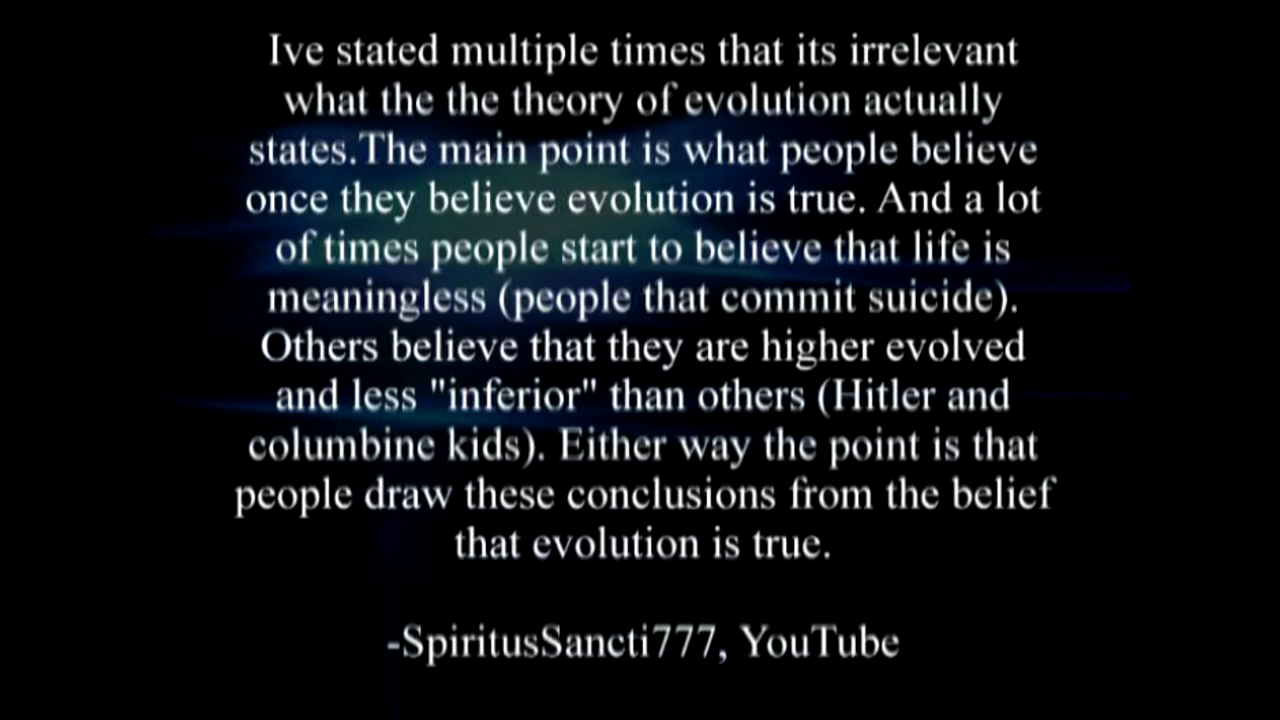 Ive stated multiple times that its irrelevant
what the the theory of evolution actually
states.The main point is what people believe
once they believe evolution is true. And a lot
of times people start to believe that life is
meaningless (people that commit suicide).
Others believe that they are higher evolved
and less "inferior" than others (Hitler and
columbine kids). Either way the point is that
people draw these conclusions from the belief
that evolution is true.
-SpiritusSancti777, YouTube